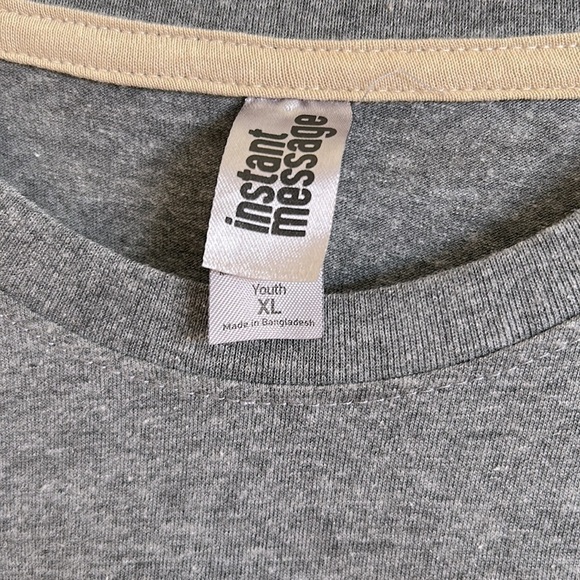 instant
message
Youth
XL
Made in Bangladesh